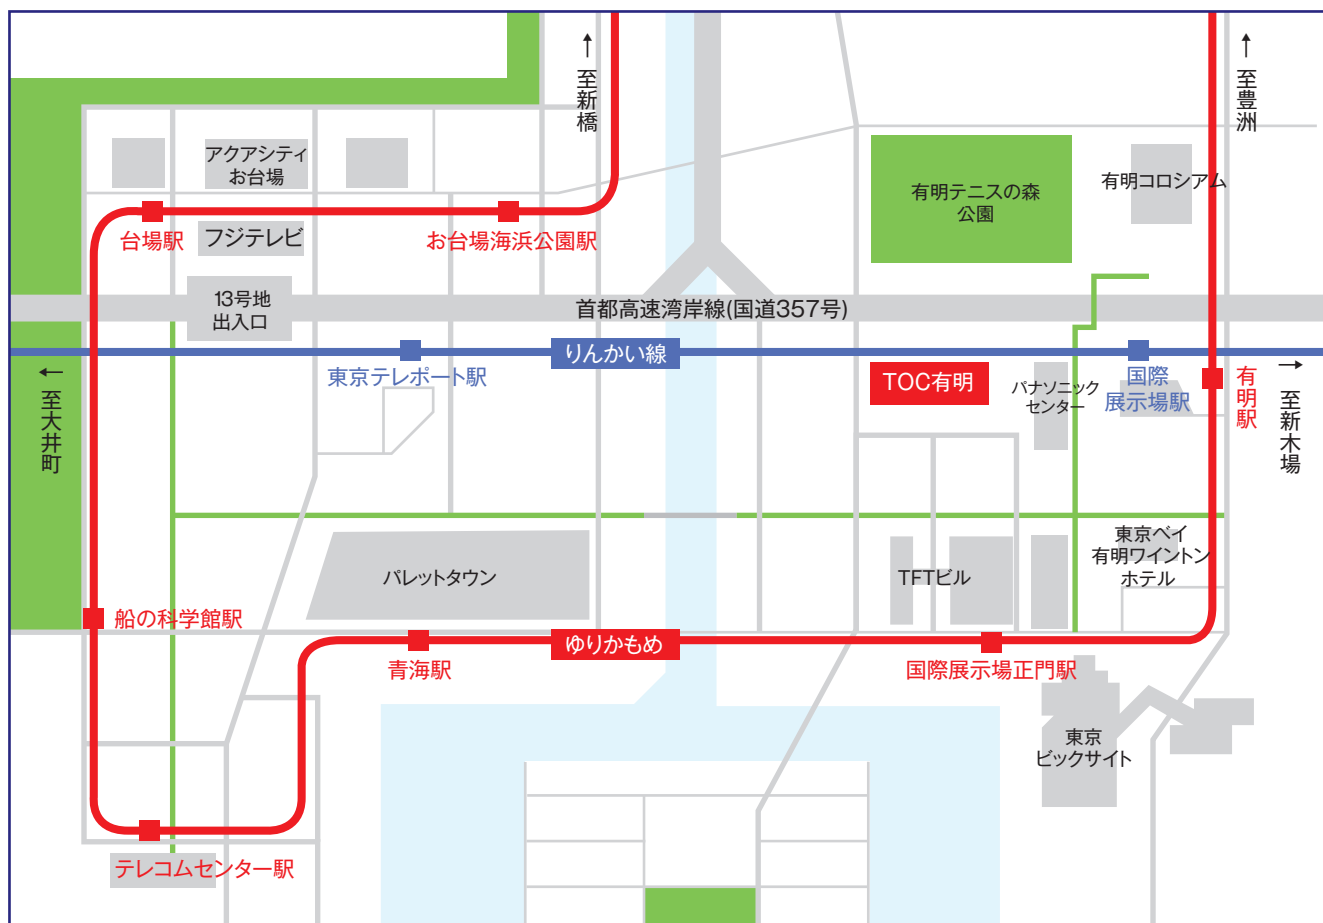 至新橋
至豊洲
アクアシティ
お台場
有明テニスの森
公園
有明コロシアム
台場駅
フジテレビ
お台場海浜公園駅
13号地
出入口
首都高速湾岸線(国道357号)
りんかい線
東京テレポート駅
TOC有明
パナソニック
センター
国際
展示場駅
有明駅
至大井町
至新木場
パレットタウン
TFTビル
東京ベイ
有明ワイントン
ホテル
船の科学館駅
青海駅
ゆりかもめ
国際展示場正門駅
東京
ビックサイト
テレコムセンター駅